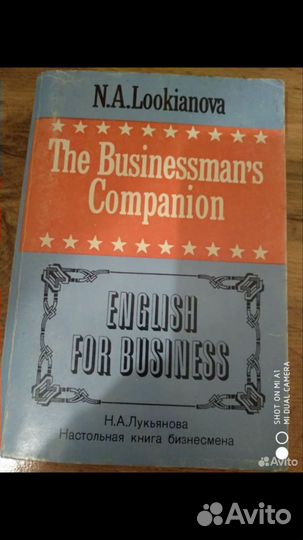 N.A.Lookianova
The Businessman's
Companion
ENGLISH
FOR BUSINESS
Н.А.Лукьянова
Настольная книга бизнесмена
SHOT ON MI A1
MI DUAL CAMERA
Avito
Avito